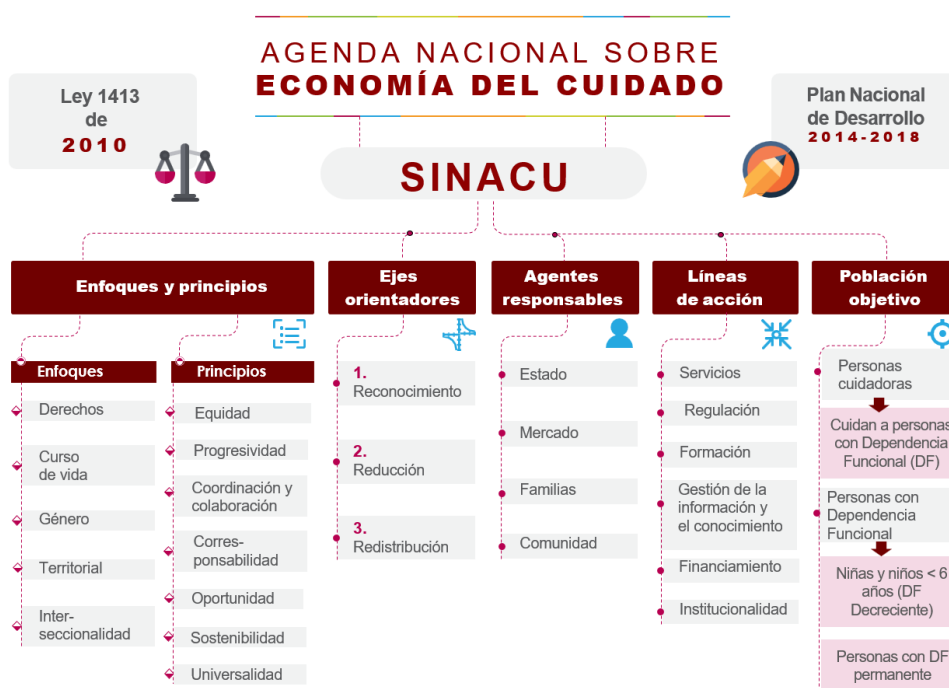 AGENDA NACIONAL SOBRE
ECONOMÍA DEL CUIDADO
Ley 1413
de
2010
Plan Nacional
de Desarrollo
2014-2018
SINACU
Enfoques y principios
Enfoques
Derechos
Curso
de vida
Género
Territorial
Inter-
seccionalidad
Principios
Equidad
Progresividad
Coordinación y
colaboración
Corres-
ponsabilidad
Oportunidad
Sostenibilidad
Universalidad
Ejes
orientadores
1.
Reconocimiento
2.
Reducción
3.
Redistribución
Agentes
responsables
Estado
Mercado
Familias
Comunidad
Líneas
de acción
Servicios
Regulación
Formación
Gestión de la
información y
el conocimiento
Financiamiento
Institucionalidad
Población
objetivo
Personas
cuidadoras
Cuidan a personas
con Dependencia
Funcional (DF)
Personas con
Dependencia
Funcional
Niñas y niños < 6
años (DF
Decreciente)
Personas con DF
permanente